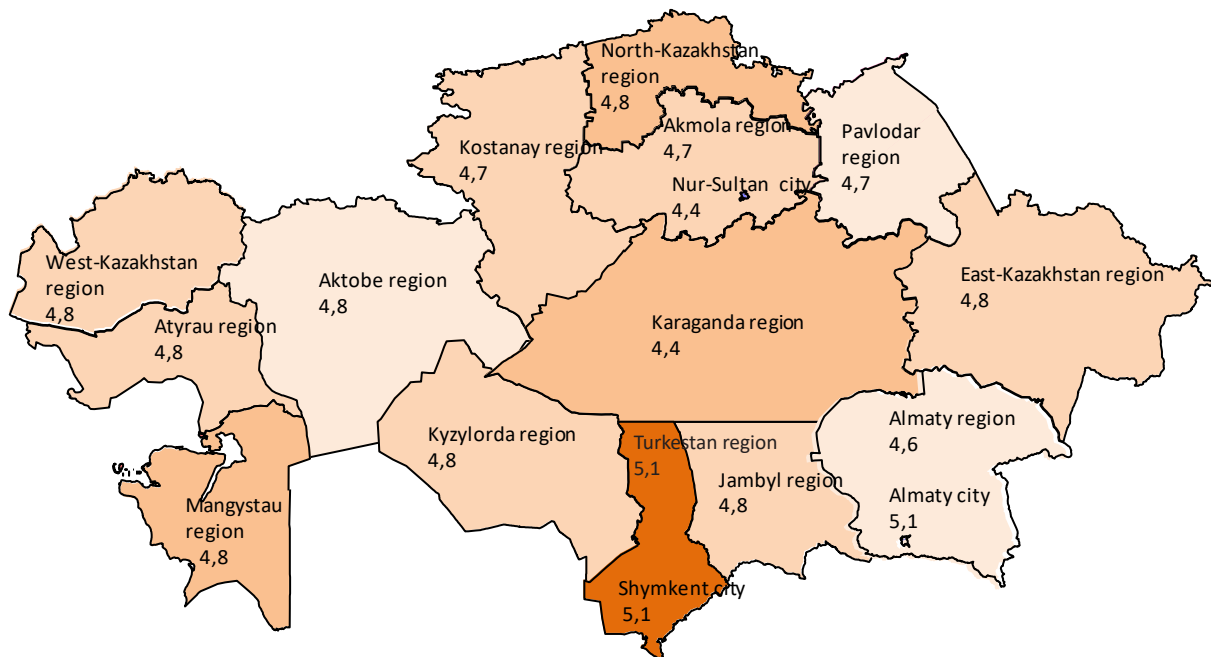 North-Kazakhstan
region
4,8
Akmola region
4,7
Pavlodar
region
4,7
Kostanay region
4,7
Nur-Sultan city
4,4
West-Kazakhstan
region
4,8
Aktobe region
4,8
East-Kazakhstan region
4,8
Atyrau region
4,8
Karaganda region
4,4
Kyzylorda region
4,8
Turkestan region
5,1
Almaty region
4,6
Jambyl region
4,8
Almaty city
5,1
Mangystau
region
4,8
Shymkent city
5,1